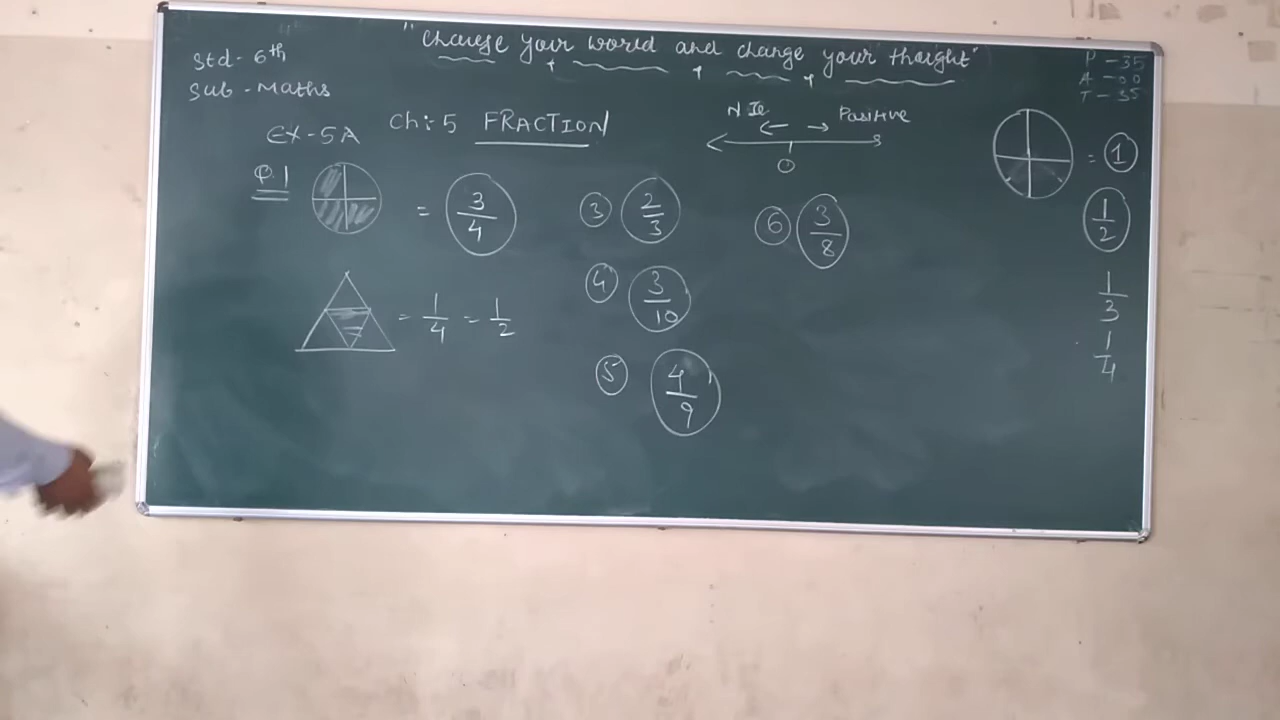 "Change your world and change your thought"
Std - 6th
Sub - Maths
P - 35
A - 00
T - 35
Ex - 5A
Ch: 5 FRACTION
Positive
0
Q.1
= 3/4
= 1/4 = 1/2
③ 2/3
④ 3/10
⑤ 4/9
⑥ 3/8
= ①
1/2
1/3
1/4